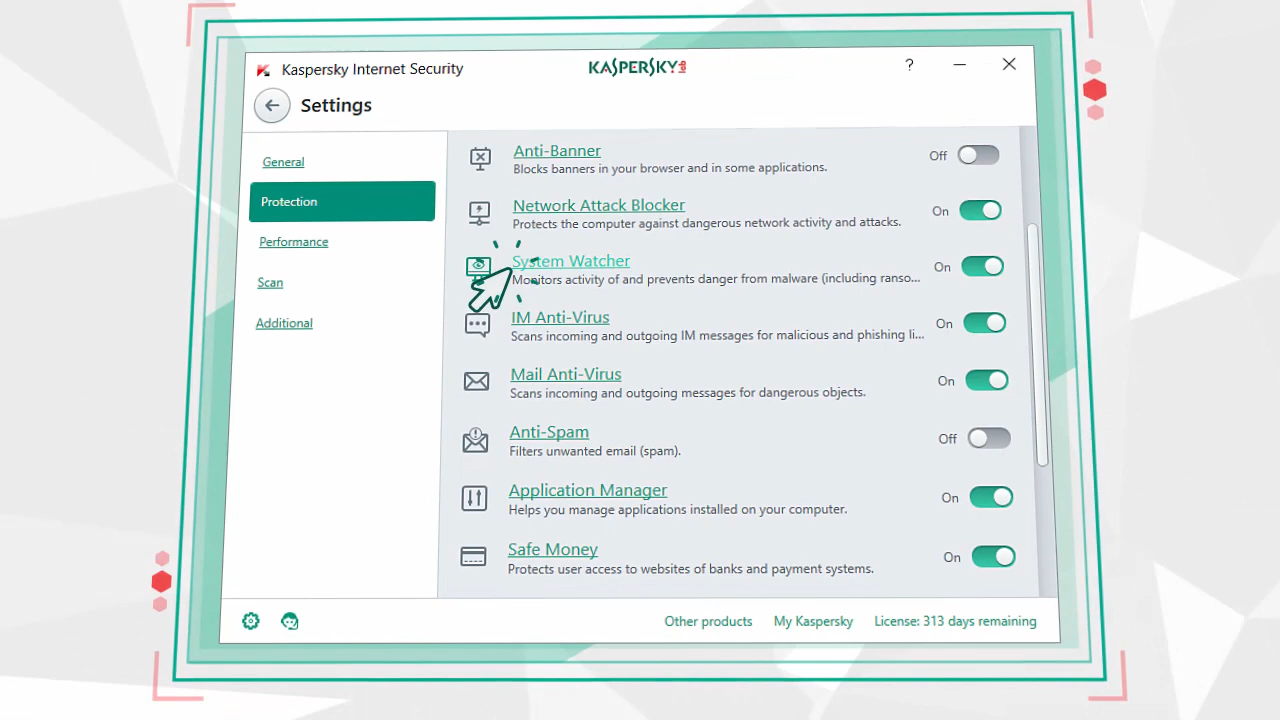 Kaspersky Internet Security
KASPERSKY
?
Settings
General
Protection
Performance
Scan
Additional
Anti-Banner
Blocks banners in your browser and in some applications.
Off
Network Attack Blocker
Protects the computer against dangerous network activity and attacks.
On
System Watcher
Monitors activity of and prevents danger from malware (including ranso...
On
IM Anti-Virus
Scans incoming and outgoing IM messages for malicious and phishing li...
On
Mail Anti-Virus
Scans incoming and outgoing messages for dangerous objects.
On
Anti-Spam
Filters unwanted email (spam).
Off
Application Manager
Helps you manage applications installed on your computer.
On
Safe Money
Protects user access to websites of banks and payment systems.
On
Other products
My Kaspersky
License: 313 days remaining